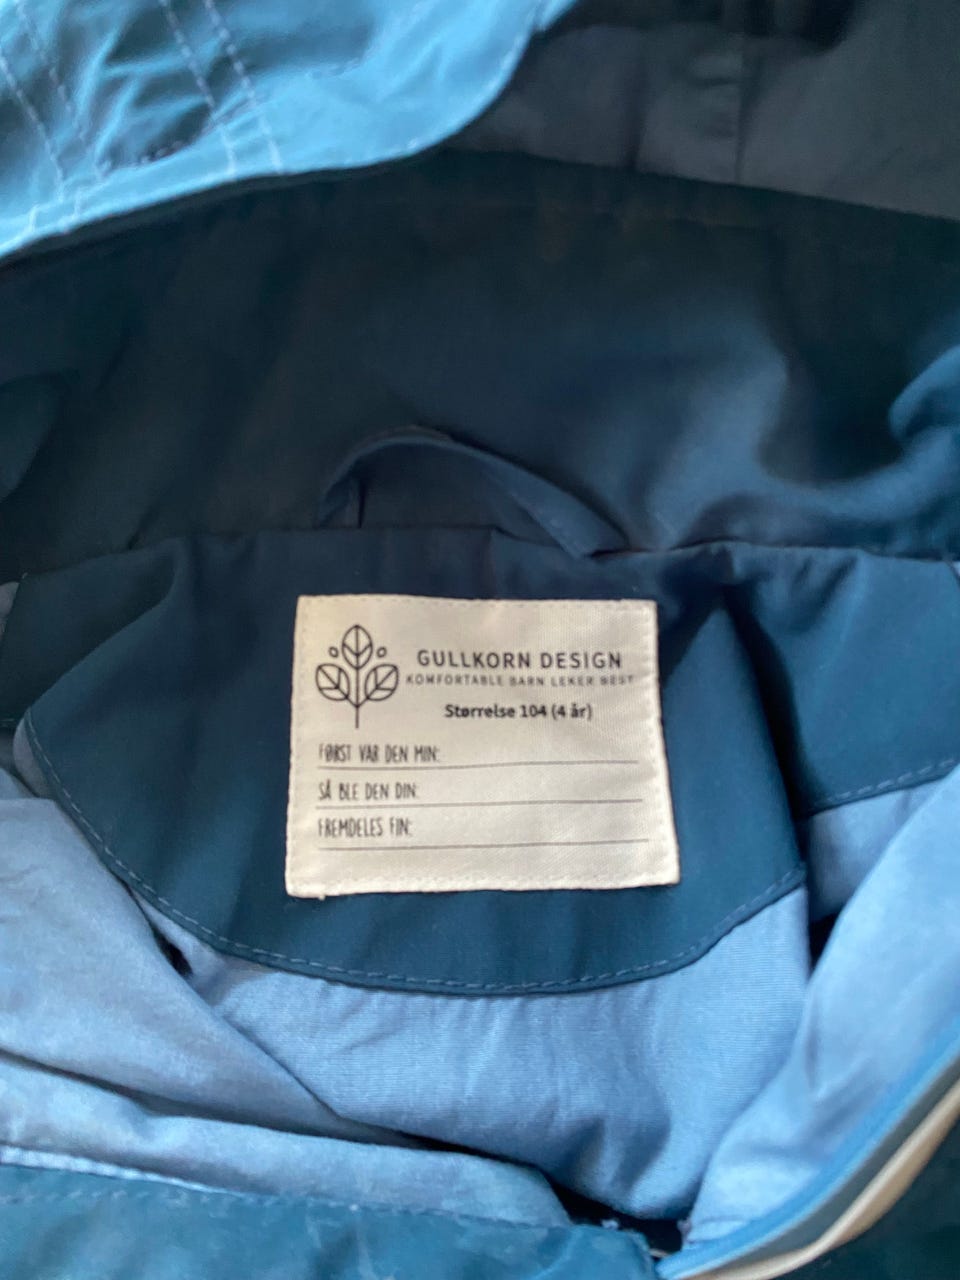 GULLKORN DESIGN
KOMFORTABLE BARN LEKER BEST
Størrelse 104 (4 år)
FØRST VAR DEN MIN:
SÅ BLE DEN DIN:
FREMDELES FIN: